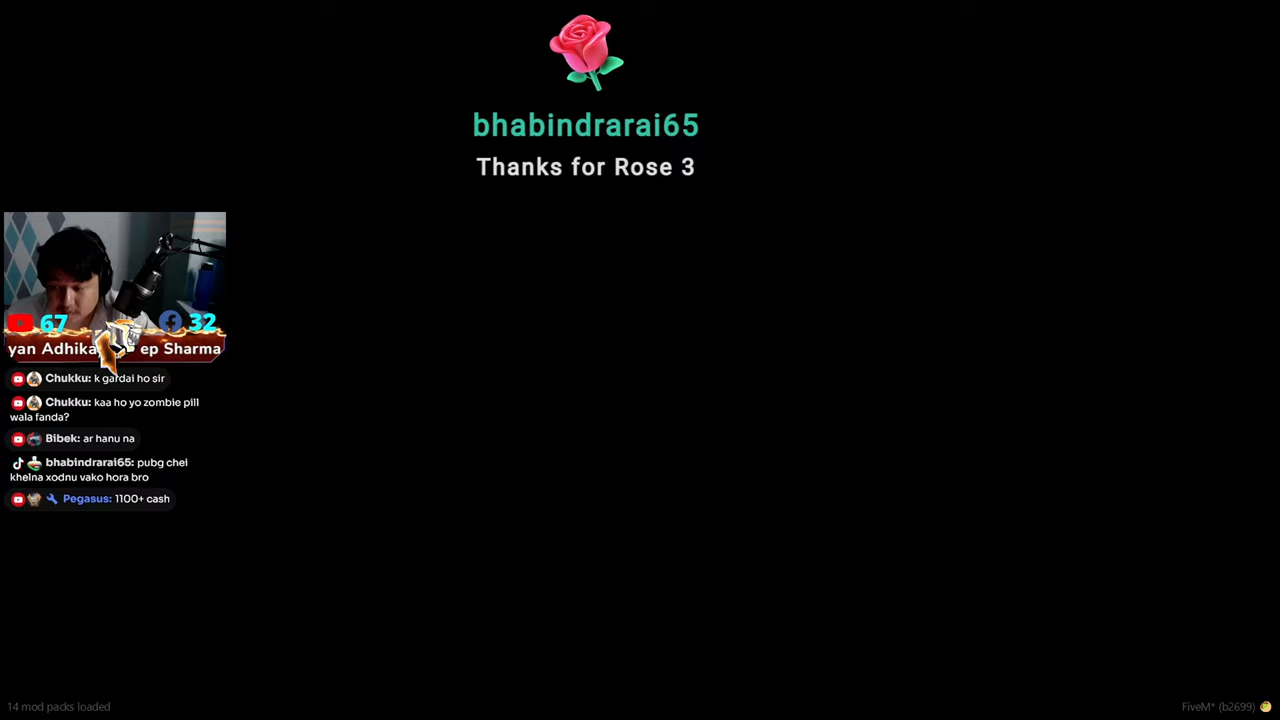 bhabindrarai65
Thanks for Rose 3
67
32
yan Adhika
ep Sharma
Chukku: k gardai ho sir
Chukku: kaa ho yo zombie pill
wala fanda?
Bibek: ar hanu na
bhabindrarai65: pubg chei
khelna xodnu vako hora bro
Pegasus: 1100+ cash
14 mod packs loaded
FiveM* (b2699)